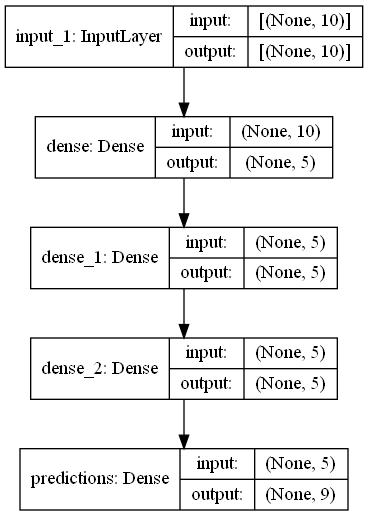 input_1: InputLayer
input: [(None, 10)]
output: [(None, 10)]
dense: Dense
input: (None, 10)
output: (None, 5)
dense_1: Dense
input: (None, 5)
output: (None, 5)
dense_2: Dense
input: (None, 5)
output: (None, 5)
predictions: Dense
input: (None, 5)
output: (None, 9)